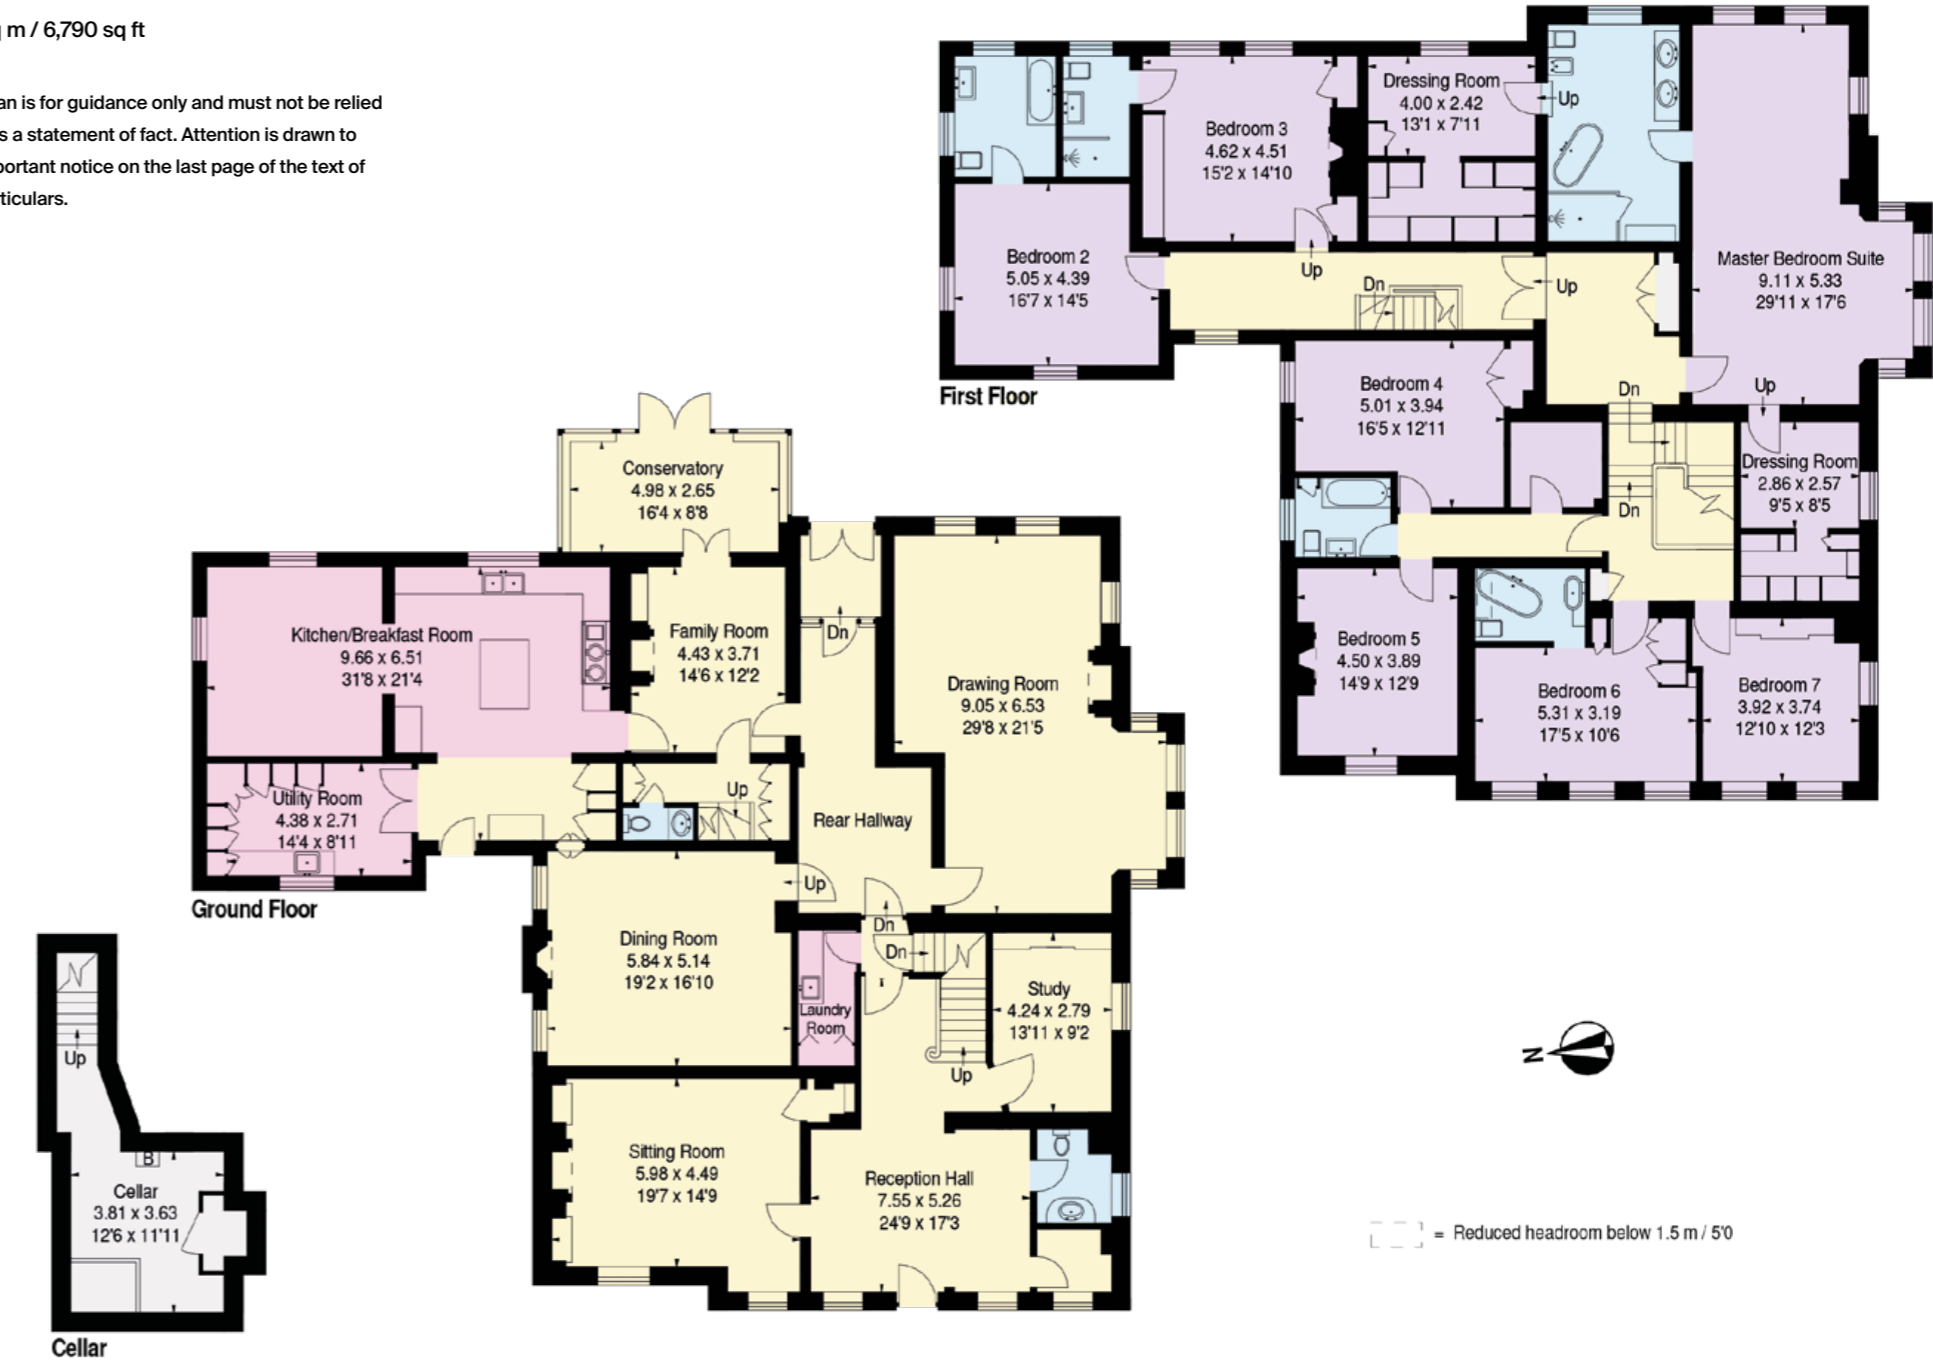 m / 6,790 sq ft
an is for guidance only and must not be relied
s a statement of fact. Attention is drawn to
portant notice on the last page of the text of
ticulars.
Dressing Room
4.00 x 2.42
13'1 x 7'11
Up
Bedroom 3
4.62 x 4.51
15'2 x 14'10
Bedroom 2
5.05 x 4.39
16'7 x 14'5
Up
Dn
Up
Master Bedroom Suite
9.11 x 5.33
29'11 x 17'6
First Floor
Bedroom 4
5.01 x 3.94
16'5 x 12'11
Dn
Up
Dressing Room
2.86 x 2.57
9'5 x 8'5
Dn
Bedroom 5
4.50 x 3.89
14'9 x 12'9
Bedroom 6
5.31 x 3.19
17'5 x 10'6
Bedroom 7
3.92 x 3.74
12'10 x 12'3
Conservatory
4.98 x 2.65
16'4 x 8'8
Kitchen/Breakfast Room
9.66 x 6.51
31'8 x 21'4
Family Room
4.43 x 3.71
14'6 x 12'2
Dn
Drawing Room
9.05 x 6.53
29'8 x 21'5
Utility Room
4.38 x 2.71
14'4 x 8'11
Up
Rear Hallway
Up
Ground Floor
Dining Room
5.84 x 5.14
19'2 x 16'10
Dn
Dn
Laundry
Room
Study
4.24 x 2.79
13'11 x 9'2
Up
Sitting Room
5.98 x 4.49
19'7 x 14'9
Reception Hall
7.55 x 5.26
24'9 x 17'3
Up
B
Cellar
3.81 x 3.63
12'6 x 11'11
Cellar
N
= Reduced headroom below 1.5 m / 5'0